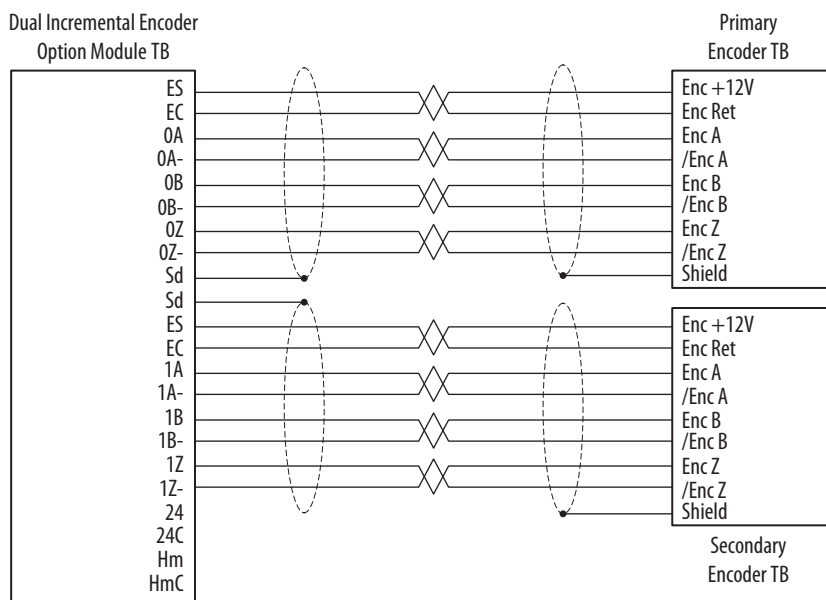 Dual Incremental Encoder
Option Module TB
ES
EC
0A
0A-
0B
0B-
0Z
0Z-
Sd
Sd
ES
EC
1A
1A-
1B
1B-
1Z
1Z-
24
24C
Hm
HmC
Primary
Encoder TB
Enc +12V
Enc Ret
Enc A
/Enc A
Enc B
/Enc B
Enc Z
/Enc Z
Shield
Enc +12V
Enc Ret
Enc A
/Enc A
Enc B
/Enc B
Enc Z
/Enc Z
Shield
Secondary
Encoder TB